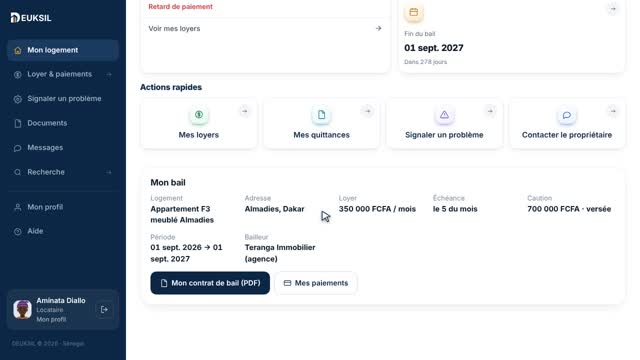 DEUKSIL
Mon logement
Loyer & paiements
Signaler un problème
Documents
Messages
Recherche
Mon profil
Aide
Aminata Diallo
Locataire
Mon profil
DEUKSIL © 2026 · Sénégal
Retard de paiement
Voir mes loyers
Fin du bail
01 sept. 2027
Dans 278 jours
Actions rapides
Mes loyers
Mes quittances
Signaler un problème
Contacter le propriétaire
Mon bail
Logement
Appartement F3
meublé Almadies
Adresse
Almadies, Dakar
Loyer
350 000 FCFA / mois
Échéance
le 5 du mois
Caution
700 000 FCFA · versée
Période
01 sept. 2026 → 01
sept. 2027
Bailleur
Teranga Immobilier
(agence)
Mon contrat de bail (PDF)
Mes paiements